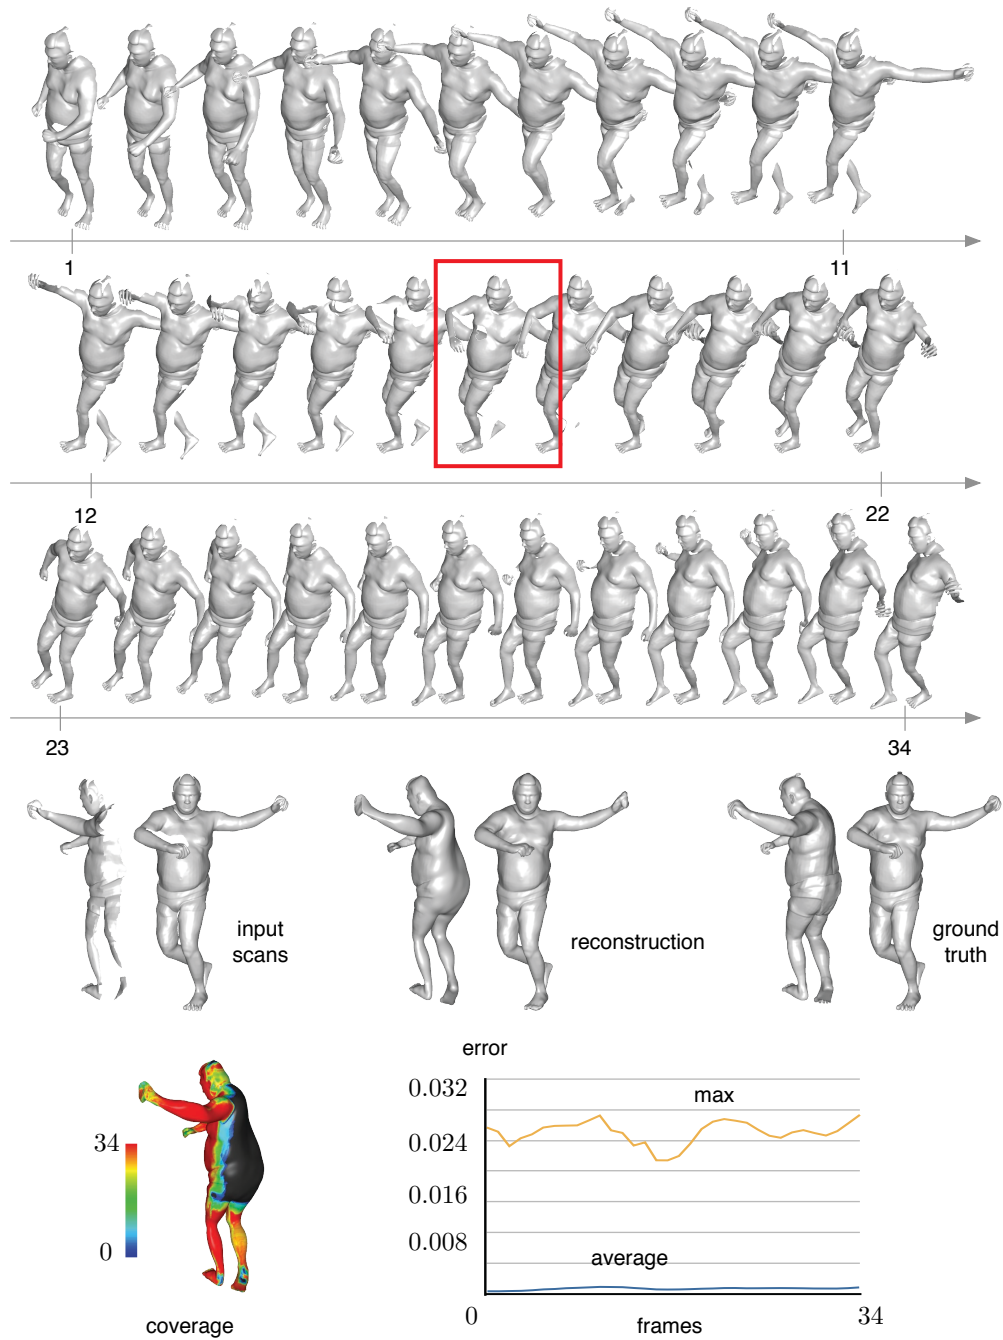 1
11
12
22
23
34
input
scans
reconstruction
ground
truth
34
0
coverage
error
0.032
0.024
0.016
0.008
max
average
0
34
frames